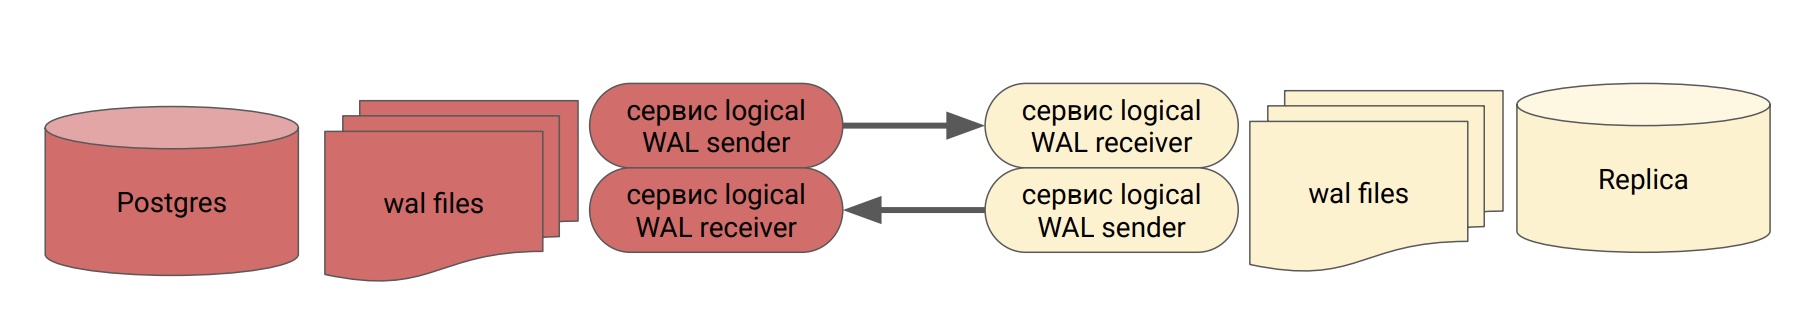 Postgres
wal files
сервис logical
WAL sender
сервис logical
WAL receiver
сервис logical
WAL receiver
сервис logical
WAL sender
wal files
Replica